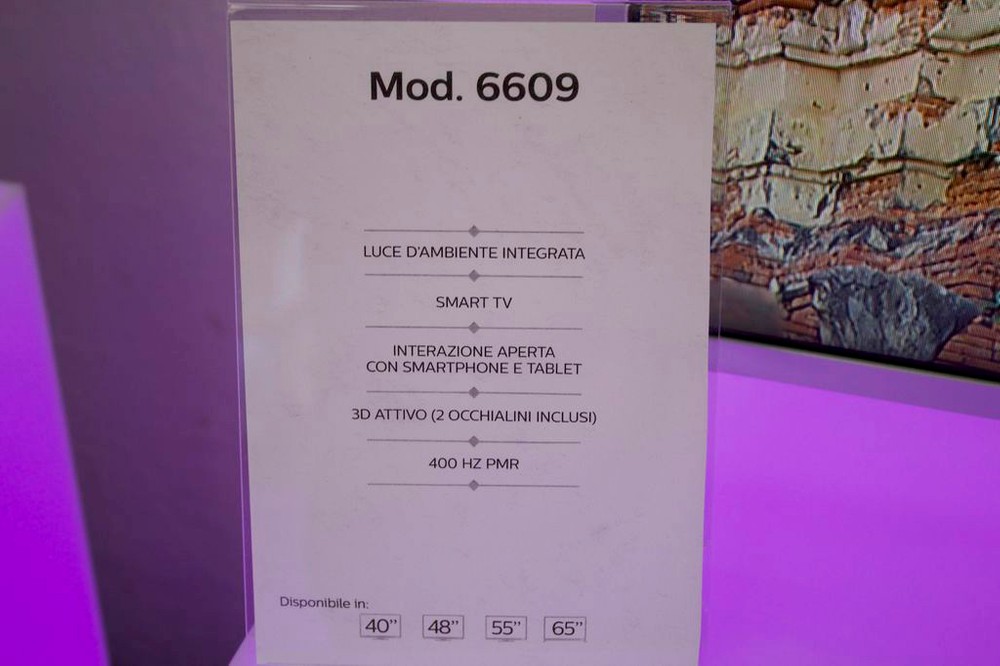 Mod. 6609
LUCE D'AMBIENTE INTEGRATA
SMART TV
INTERAZIONE APERTA
CON SMARTPHONE E TABLET
3D ATTIVO (2 OCCHIALINI INCLUSI)
400 HZ PMR
Disponibile in:
40” 48” 55” 65”